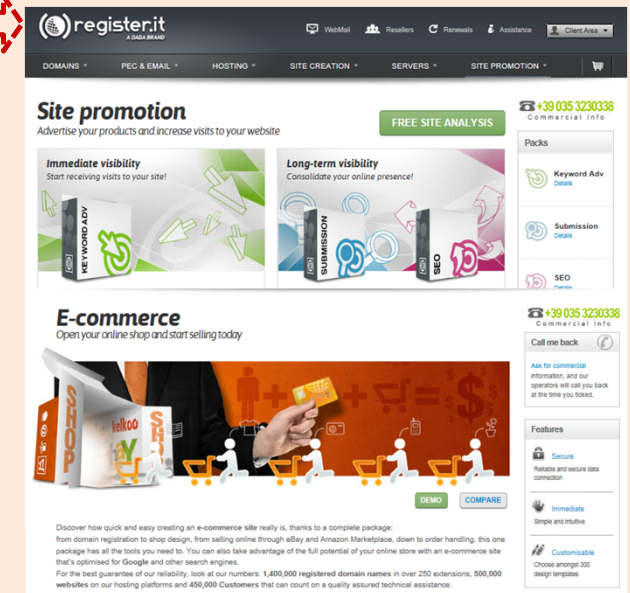 register.it
A DADA BRAND
WebMail Resellers Renewals Assistance Client Area
DOMAINS PEC & EMAIL HOSTING SITE CREATION SERVERS SITE PROMOTION
Site promotion
Advertise your products and increase visits to your website
FREE SITE ANALYSIS
+39 035 3230338
Commercial Info
Immediate visibility
Start receiving visits to your site!
KEYWORD ADV
Long-term visibility
Consolidate your online presence!
SUBMISSION
SEO
Packs
Keyword Adv
Details
Submission
Details
SEO
Details
E-commerce
Open your online shop and start selling today
+39 035 3230338
Commercial Info
Call me back
Ask for commercial
information, and our
operators will call you back
at the time you ticked.
SHOP
kelkoo
SHOP
Features
Secure
Reliable and secure data
connection
Immediate
Simple and intuitive
Customisable
Choose amongst 300
design templates
DEMO COMPARE
Discover how quick and easy creating an e-commerce site really is, thanks to a complete package:
from domain registration to shop design, from selling online through eBay and Amazon Marketplace, down to order handling, this one
package has all the tools you need to. You can also take advantage of the full potential of your online store with an e-commerce site
that's optimised for Google and other search engines.
For the best guarantee of our reliability, look at our numbers: 1,400,000 registered domain names in over 250 extensions, 500,000
websites on our hosting platforms and 450,000 Customers that can count on a quality assured technical assistance.